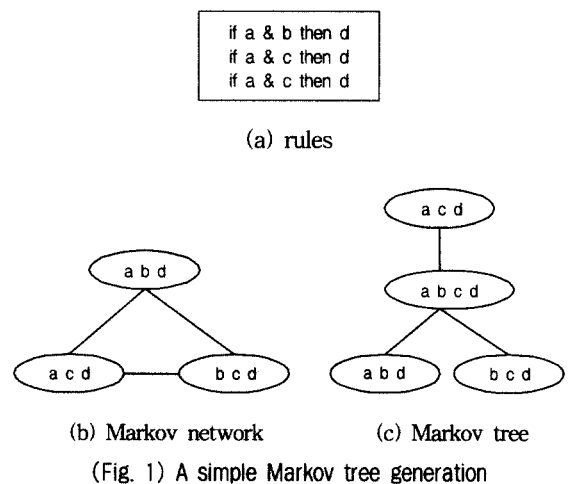 if a & b then d
if a & c then d
if a & c then d
(a) rules
a b d
a c d
b c d
(b) Markov network
a c d
a b c d
a b d
b c d
(c) Markov tree
(Fig. 1) A simple Markov tree generation